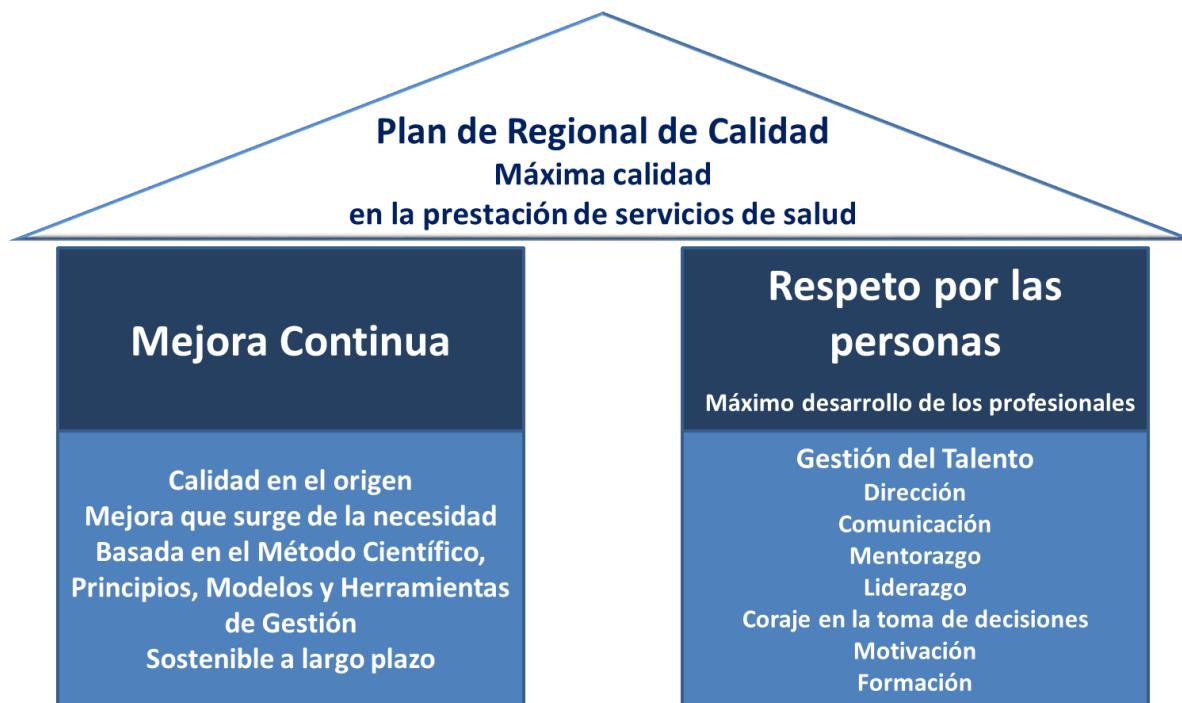 Plan de Regional de Calidad
Máxima calidad
en la prestación de servicios de salud
Mejora Continua
Calidad en el origen
Mejora que surge de la necesidad
Basada en el Método Científico,
Principios, Modelos y Herramientas
de Gestión
Sostenible a largo plazo
Respeto por las
personas
Máximo desarrollo de los profesionales
Gestión del Talento
Dirección
Comunicación
Mentorazgo
Liderazgo
Coraje en la toma de decisiones
Motivación
Formación